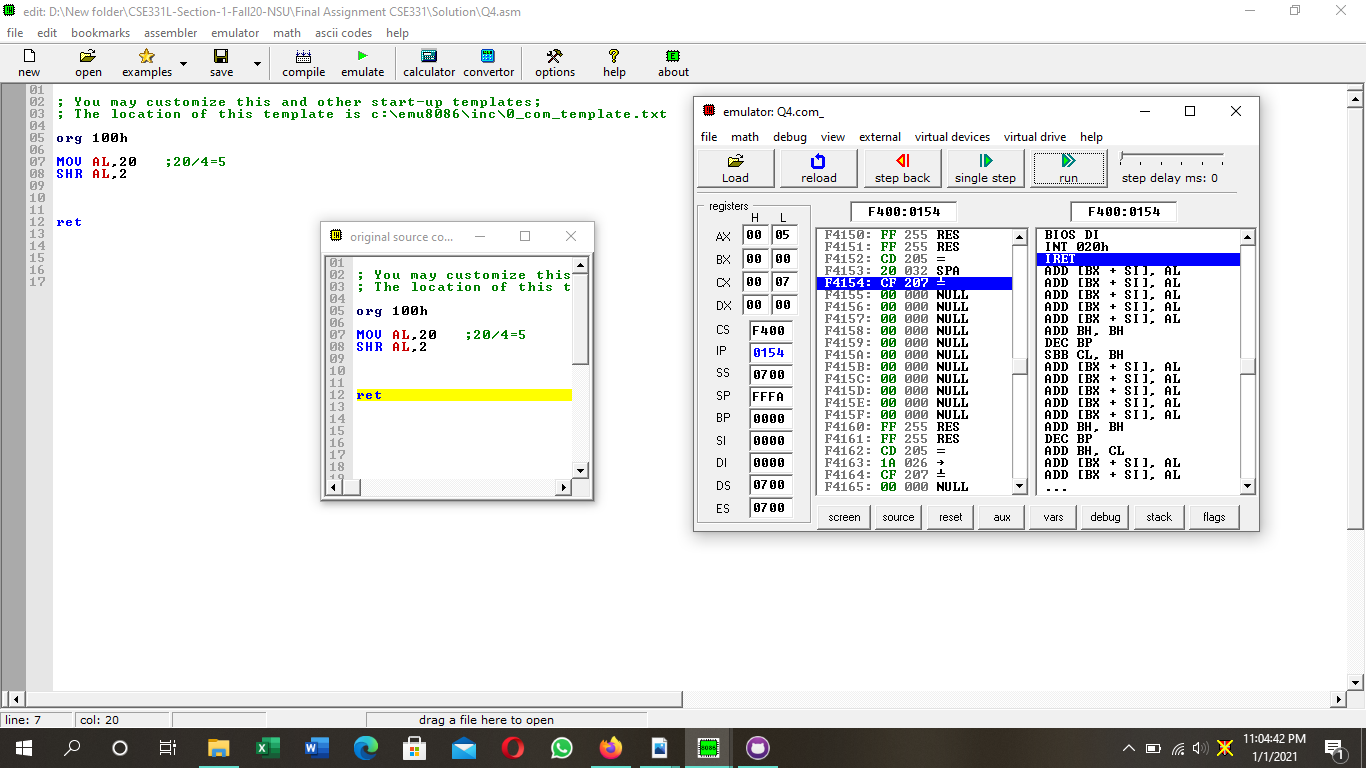 edit: D:\New folder\CSE331L-Section-1-Fall20-NSU\Final Assignment CSE331\Solution\Q4.asm
file edit bookmarks assembler emulator math ascii codes help
new open examples save compile emulate calculator convertor options help about
01
02 ; You may customize this and other start-up templates;
03 ; The location of this template is c:\emu8086\inc\0_com_template.txt
04
05 org 100h
06
07 MOV AL,20 ;20/4=5
08 SHR AL,2
09
10
11
12 ret
13
14
15
16
17
original source co...
01
02 ; You may customize this
03 ; The location of this t
04
05 org 100h
06
07 MOV AL,20 ;20/4=5
08 SHR AL,2
09
10
11
12 ret
13
14
15
16
17
18
emulator: Q4.com_
file math debug view external virtual devices virtual drive help
Load reload step back single step run step delay ms: 0
registers
H L
AX 00 05
BX 00 00
CX 00 07
DX 00 00
CS F400
IP 0154
SS 0700
SP FFFA
BP 0000
SI 0000
DI 0000
DS 0700
ES 0700
F400:0154
F4150: FF 255 RES
F4151: FF 255 RES
F4152: CD 205 =
F4153: 20 032 SPA
F4154: CF 207 ╧
F4155: 00 000 NULL
F4156: 00 000 NULL
F4157: 00 000 NULL
F4158: 00 000 NULL
F4159: 00 000 NULL
F415A: 00 000 NULL
F415B: 00 000 NULL
F415C: 00 000 NULL
F415D: 00 000 NULL
F415E: 00 000 NULL
F415F: 00 000 NULL
F4160: FF 255 RES
F4161: FF 255 RES
F4162: CD 205 =
F4163: 1A 026 →
F4164: CF 207 ╧
F4165: 00 000 NULL
F400:0154
BIOS DI
INT 020h
IRET
ADD [BX + SI], AL
ADD [BX + SI], AL
ADD [BX + SI], AL
ADD [BX + SI], AL
ADD [BX + SI], AL
ADD BH, BH
DEC BP
SBB CL, BH
ADD [BX + SI], AL
ADD [BX + SI], AL
ADD [BX + SI], AL
ADD [BX + SI], AL
ADD [BX + SI], AL
ADD BH, BH
DEC BP
ADD BH, CL
ADD [BX + SI], AL
ADD [BX + SI], AL
...
screen source reset aux vars debug stack flags
line: 7 col: 20 drag a file here to open
11:04:42 PM
1/1/2021
1